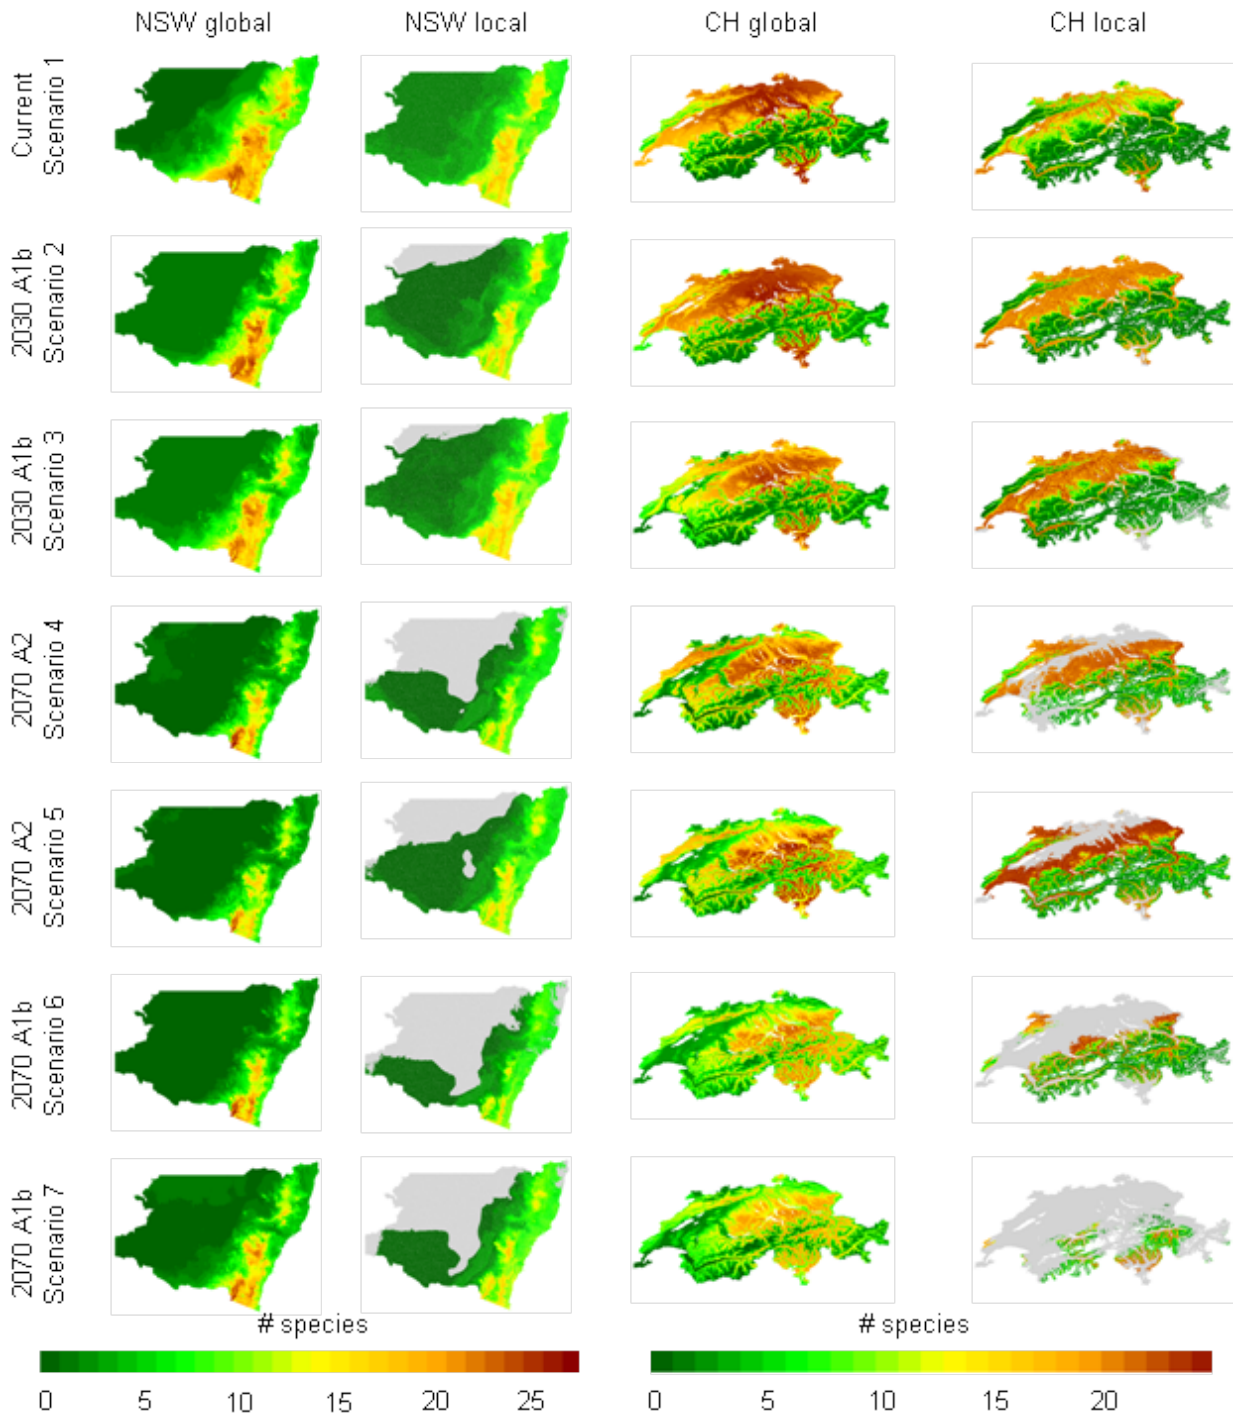 NSW global
NSW local
CH global
CH local
Current
Scenario 1
2030 A1b
Scenario 2
2030 A1b
Scenario 3
2070 A2
Scenario 4
2070 A2
Scenario 5
2070 A1b
Scenario 6
2070 A1b
Scenario 7
# species
# species
0 5 10 15 20 25
0 5 10 15 20